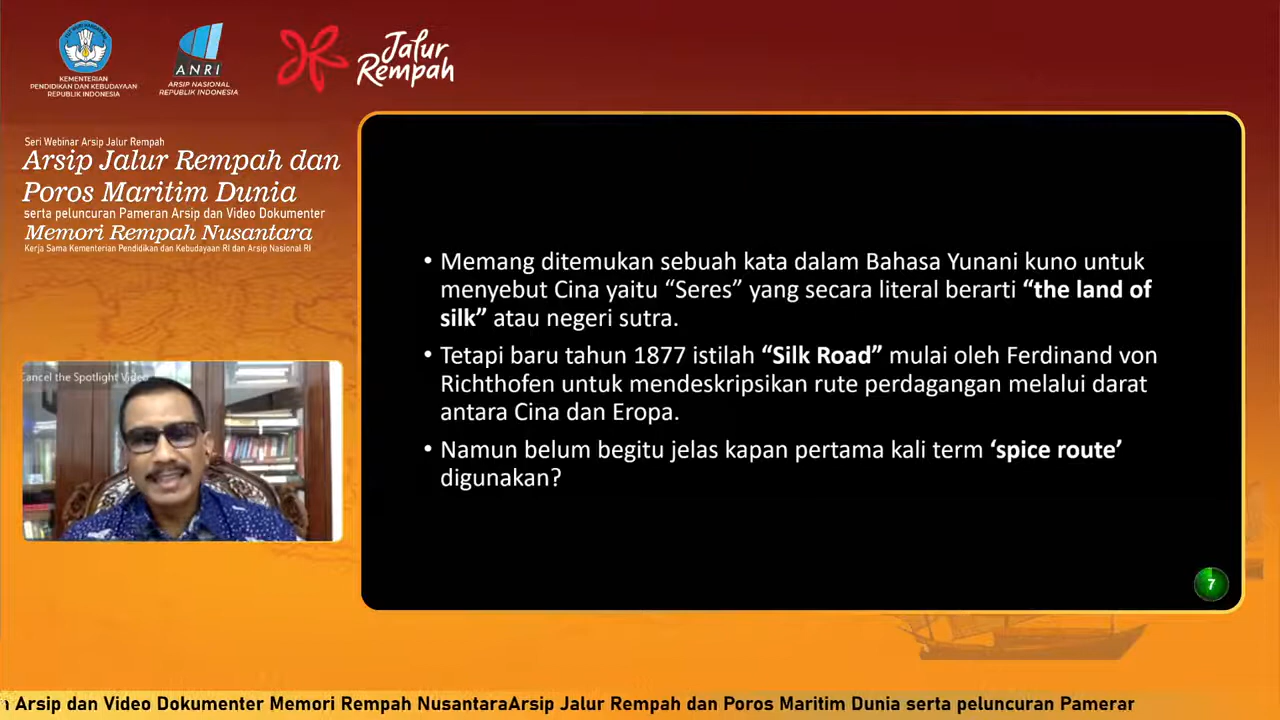 KEMENTERIAN
PENDIDIKAN DAN KEBUDAYAAN
REPUBLIK INDONESIA
ANRI
ARSIP NASIONAL
REPUBLIK INDONESIA
Jalur
Rempah
Seri Webinar Arsip Jalur Rempah
Arsip Jalur Rempah dan
Poros Maritim Dunia
serta peluncuran Pameran Arsip dan Video Dokumenter
Memori Rempah Nusantara
Kerja Sama Kementerian Pendidikan dan Kebudayaan RI dan Arsip Nasional RI
Cancel the Spotlight Video
• Memang ditemukan sebuah kata dalam Bahasa Yunani kuno untuk
menyebut Cina yaitu “Seres” yang secara literal berarti “the land of
silk” atau negeri sutra.
• Tetapi baru tahun 1877 istilah “Silk Road” mulai oleh Ferdinand von
Richthofen untuk mendeskripsikan rute perdagangan melalui darat
antara Cina dan Eropa.
• Namun belum begitu jelas kapan pertama kali term ‘spice route’
digunakan?
7
Arsip dan Video Dokumenter Memori Rempah NusantaraArsip Jalur Rempah dan Poros Maritim Dunia serta peluncuran Pamerar